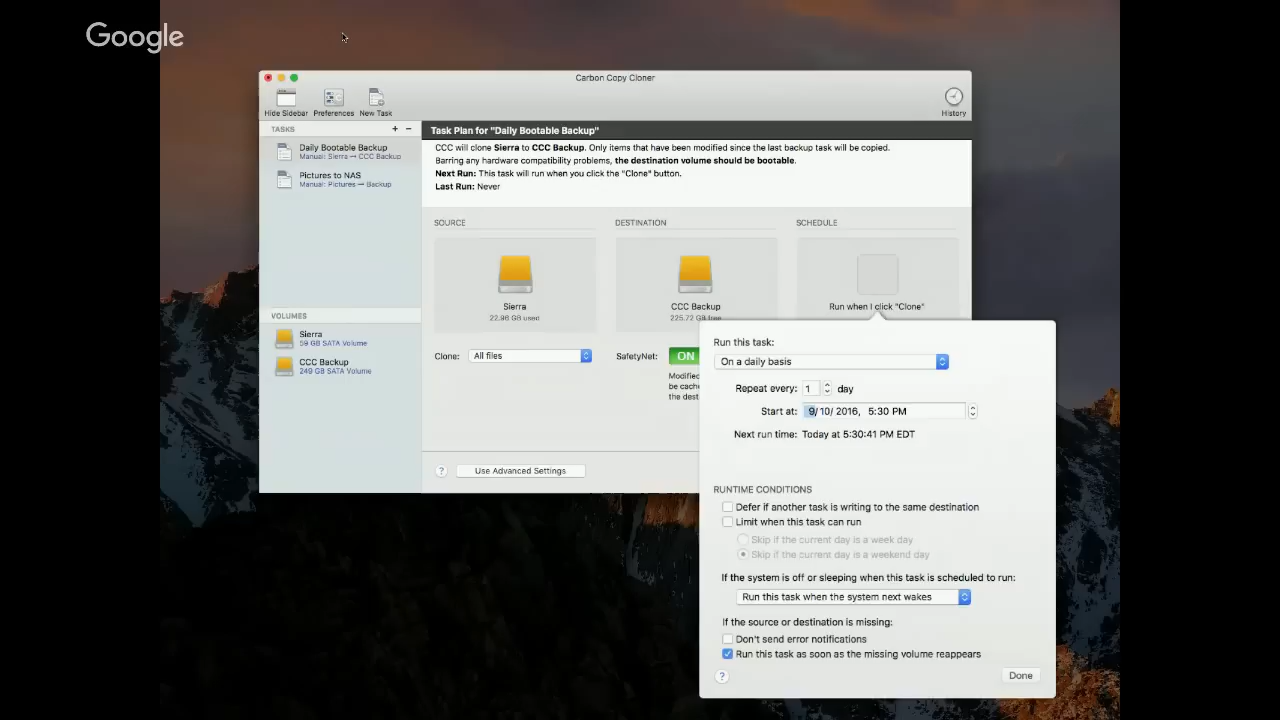 Google
Carbon Copy Cloner
Hide Sidebar
Preferences
New Task
History
TASKS
+ −
Daily Bootable Backup
Manual: Sierra → CCC Backup
Pictures to NAS
Manual: Pictures → Backup
VOLUMES
Sierra
59 GB SATA Volume
CCC Backup
249 GB SATA Volume
Task Plan for "Daily Bootable Backup"
CCC will clone Sierra to CCC Backup. Only items that have been modified since the last backup task will be copied.
Barring any hardware compatibility problems, the destination volume should be bootable.
Next Run: This task will run when you click the "Clone" button.
Last Run: Never
SOURCE
Sierra
22.96 GB used
Clone: All files
DESTINATION
CCC Backup
225.72 GB free
SafetyNet: ON
Modified
be cache
the dest
SCHEDULE
Run when I click "Clone"
? Use Advanced Settings
Run this task:
On a daily basis
Repeat every: 1 day
Start at: 9/10/2016, 5:30 PM
Next run time: Today at 5:30:41 PM EDT
RUNTIME CONDITIONS
Defer if another task is writing to the same destination
Limit when this task can run
Skip if the current day is a week day
Skip if the current day is a weekend day
If the system is off or sleeping when this task is scheduled to run:
Run this task when the system next wakes
If the source or destination is missing:
Don't send error notifications
Run this task as soon as the missing volume reappears
? Done